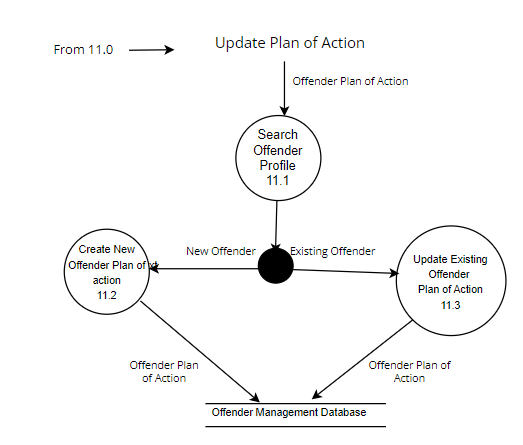 Update Plan of Action
From 11.0
Offender Plan of Action
Search
Offender
Profile
11.1
New Offender
Existing Offender
Create New
Offender Plan of
action
11.2
Update Existing
Offender
Plan of Action
11.3
Offender Plan
of Action
Offender Plan of
Action
Offender Management Database